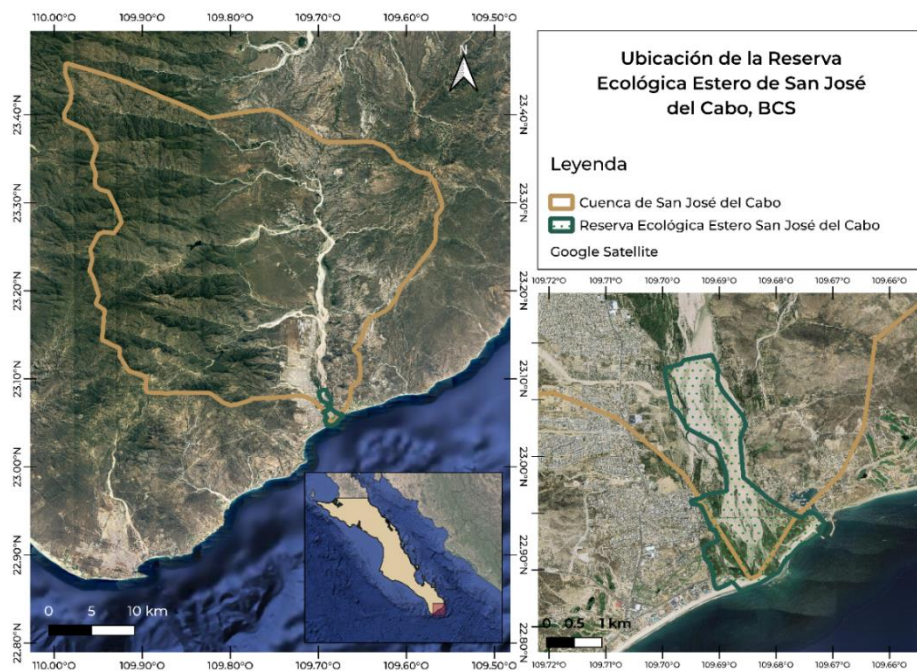 110.00°O 109.90°O 109.80°O 109.70°O 109.60°O 109.50°O
23.40°N 23.40°N
23.30°N 23.30°N
23.20°N 23.20°N
23.10°N 23.10°N
23.00°N 23.00°N
22.90°N 22.90°N
22.80°N 22.80°N
N
0 5 10 km
110.00°O 109.90°O 109.80°O 109.70°O 109.60°O 109.50°O
Ubicación de la Reserva
Ecológica Estero de San José
del Cabo, BCS
Leyenda
Cuenca de San José del Cabo
Reserva Ecológica Estero San José del Cabo
Google Satellite
109.72°O 109.71°O 109.70°O 109.69°O 109.68°O 109.67°O 109.66°O
0 0.5 1 km
109.72°O 109.71°O 109.70°O 109.69°O 109.68°O 109.67°O 109.66°O